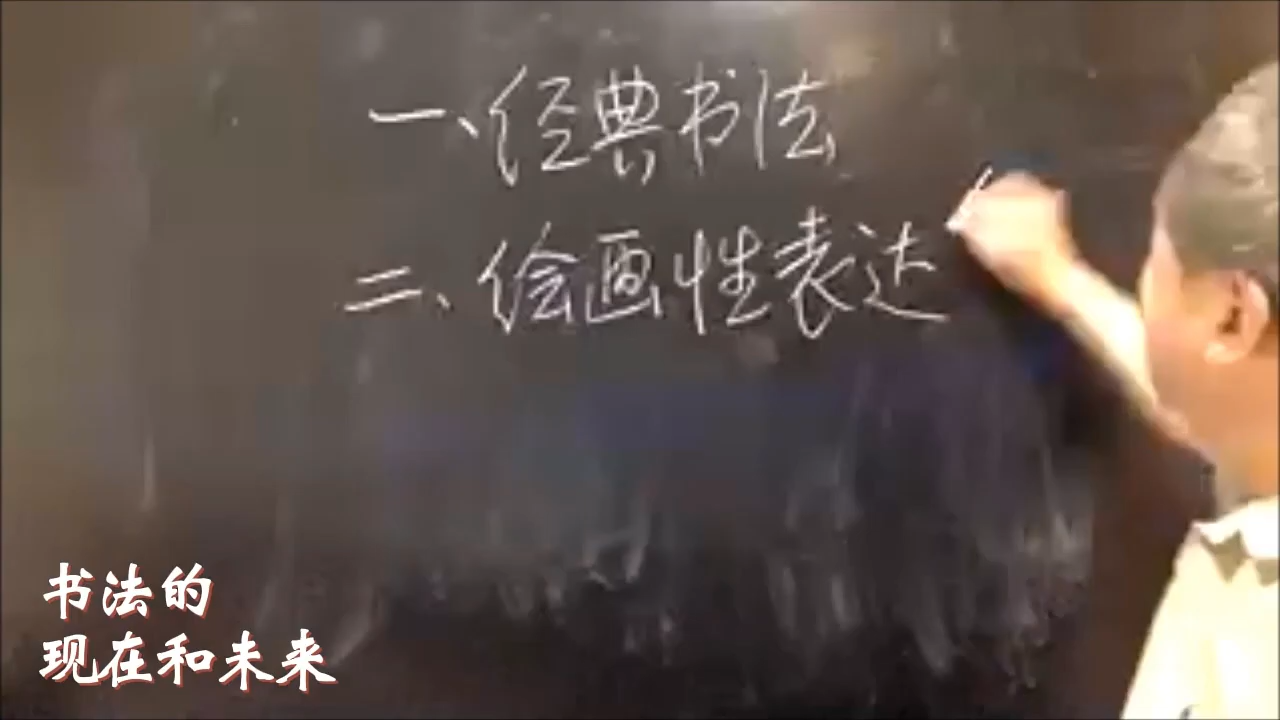 一、经典书法
二、绘画性表达
书法的
现在和未来